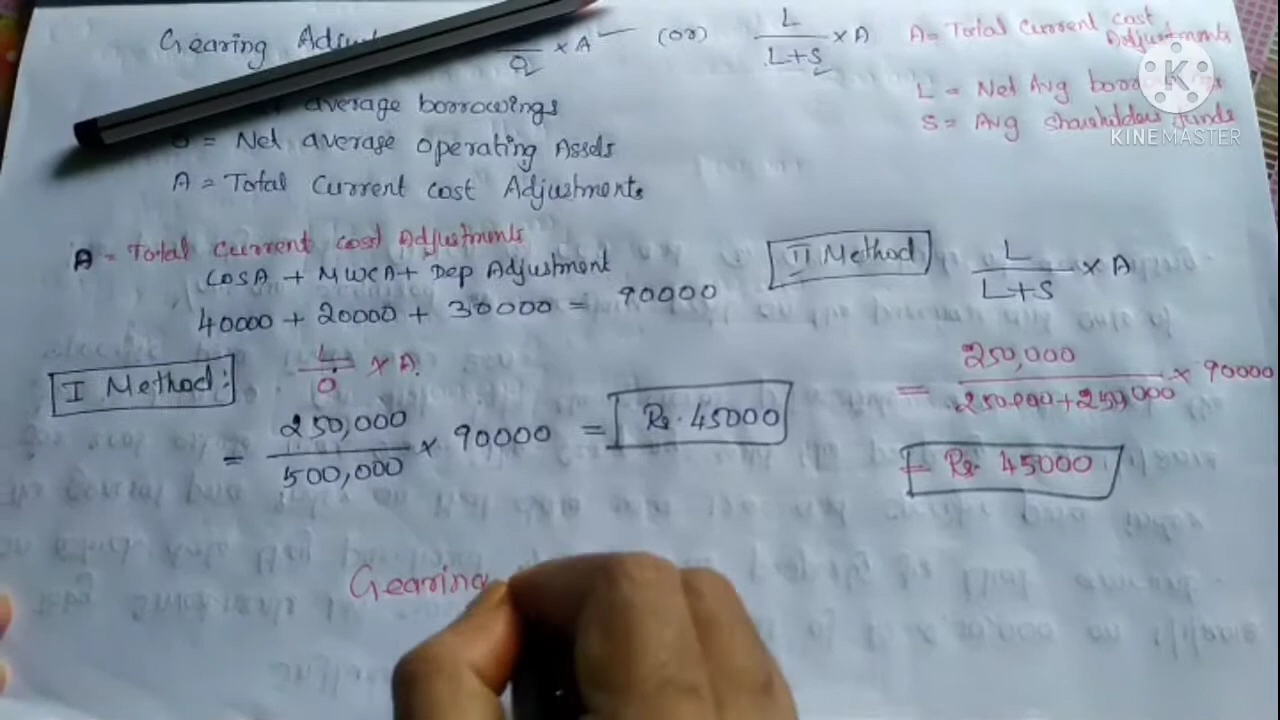 Gearing × A (or) L / L+S × A
O
A = Total Current cost Adjustments
L = Net Avg
S = Avg Shareholders funds
KINEMASTER
average borrowings
= Net average operating Assets
A = Total Current cost Adjustments
A = Total Current cost Adjustments
COSA + MWCA + Dep Adjustment
40000 + 20000 + 30000 = 90000
I Method:
L / O × A.
= 250,000 / 500,000 × 90000 = Rs. 45000
II Method
L / L+S × A
= 250,000 / 250,000 + 250,000 × 90000
= Rs. 45000
Gearing